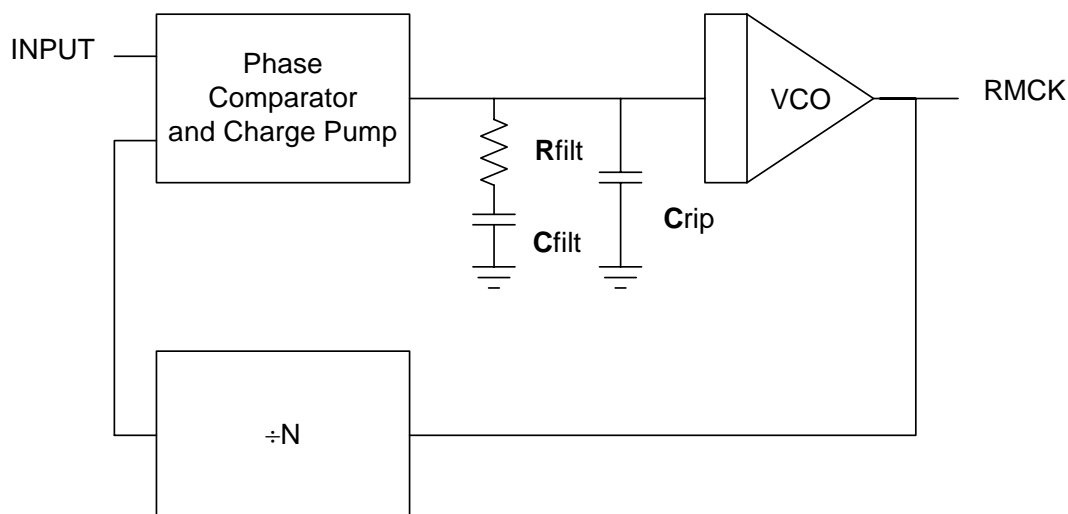 INPUT
Phase
Comparator
and Charge Pump
VCO
RMCK
Rfilt
Cfilt
Crip
÷N